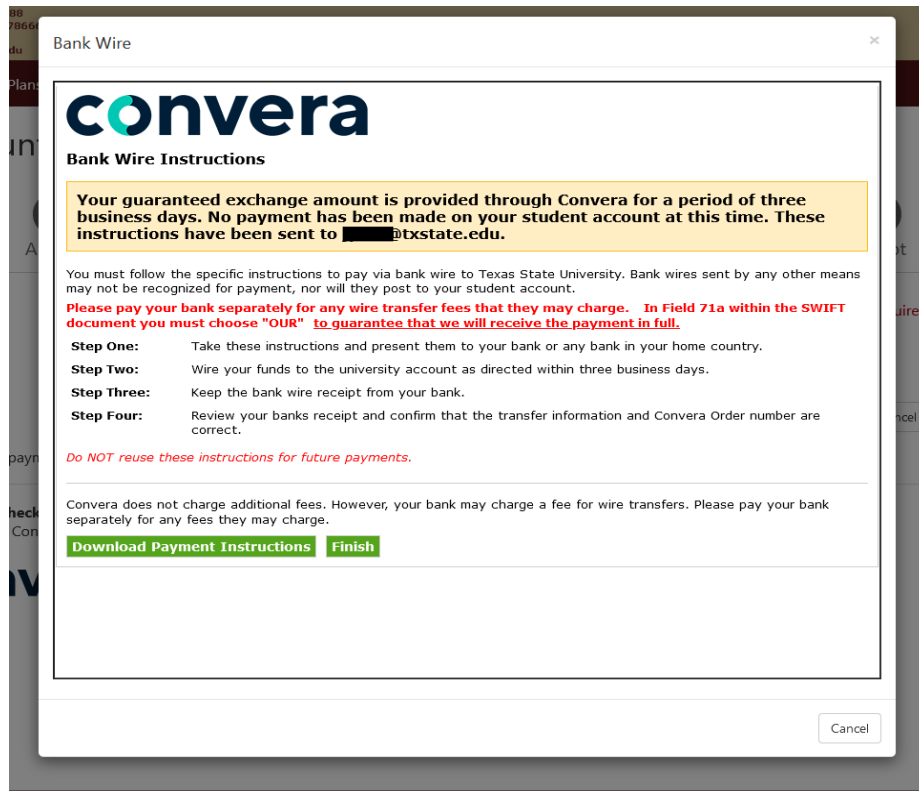 88
78666
du
Plans
Bank Wire
×
convera
Bank Wire Instructions
Your guaranteed exchange amount is provided through Convera for a period of three
business days. No payment has been made on your student account at this time. These
instructions have been sent to @txstate.edu.
You must follow the specific instructions to pay via bank wire to Texas State University. Bank wires sent by any other means
may not be recognized for payment, nor will they post to your student account.
Please pay your bank separately for any wire transfer fees that they may charge. In Field 71a within the SWIFT
document you must choose "OUR" to guarantee that we will receive the payment in full.
Step One: Take these instructions and present them to your bank or any bank in your home country.
Step Two: Wire your funds to the university account as directed within three business days.
Step Three: Keep the bank wire receipt from your bank.
Step Four: Review your banks receipt and confirm that the transfer information and Convera Order number are
correct.
Do NOT reuse these instructions for future payments.
Convera does not charge additional fees. However, your bank may charge a fee for wire transfers. Please pay your bank
separately for any fees they may charge.
Download Payment Instructions Finish
Cancel